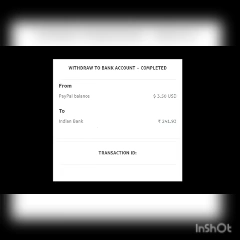 WITHDRAW TO BANK ACCOUNT - COMPLETED
From
PayPal balance
To
Indian Bank
TRANSACTION ID:
InShOt